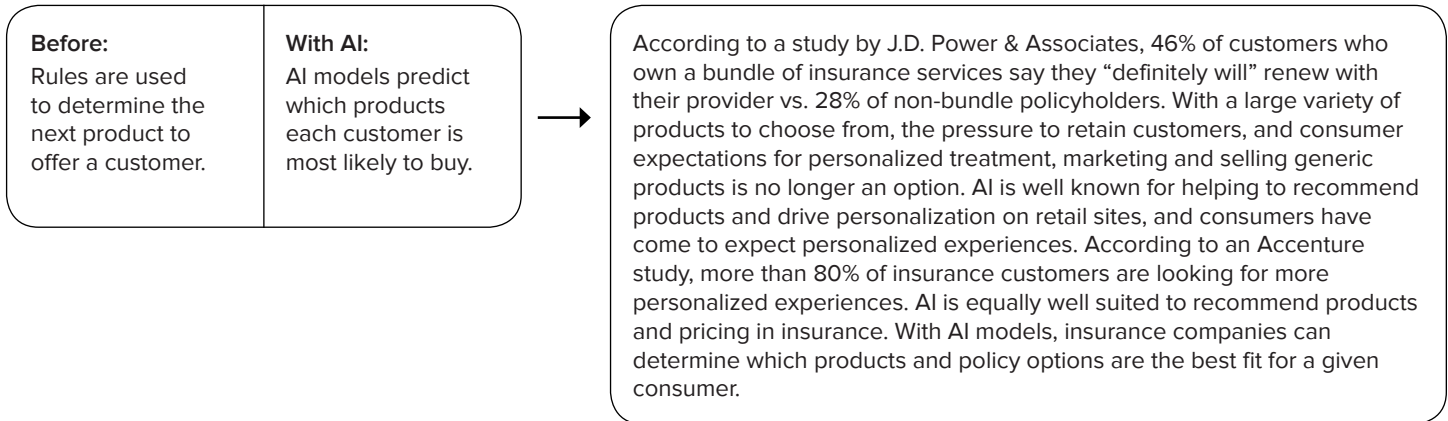 Before:
Rules are used
to determine the
next product to
offer a customer.
With AI:
AI models predict
which products
each customer is
most likely to buy.
According to a study by J.D. Power & Associates, 46% of customers who
own a bundle of insurance services say they “definitely will” renew with
their provider vs. 28% of non-bundle policyholders. With a large variety of
products to choose from, the pressure to retain customers, and consumer
expectations for personalized treatment, marketing and selling generic
products is no longer an option. AI is well known for helping to recommend
products and drive personalization on retail sites, and consumers have
come to expect personalized experiences. According to an Accenture
study, more than 80% of insurance customers are looking for more
personalized experiences. AI is equally well suited to recommend products
and pricing in insurance. With AI models, insurance companies can
determine which products and policy options are the best fit for a given
consumer.